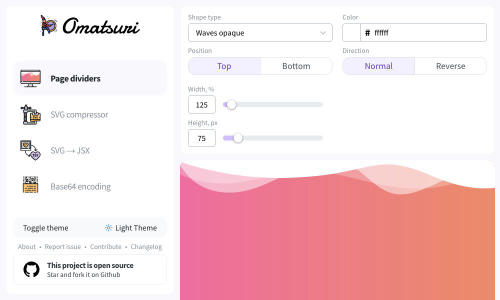 Omatsuri
Page dividers
SVG compressor
SVG → JSX
Base64 encoding
Toggle theme
Light Theme
About • Report issue • Contribute • Changelog
This project is open source
Star and fork it on Github
Shape type
Color
Waves opaque
# ffffff
Position
Direction
Top
Bottom
Normal
Reverse
Width, %
125
Height, px
75